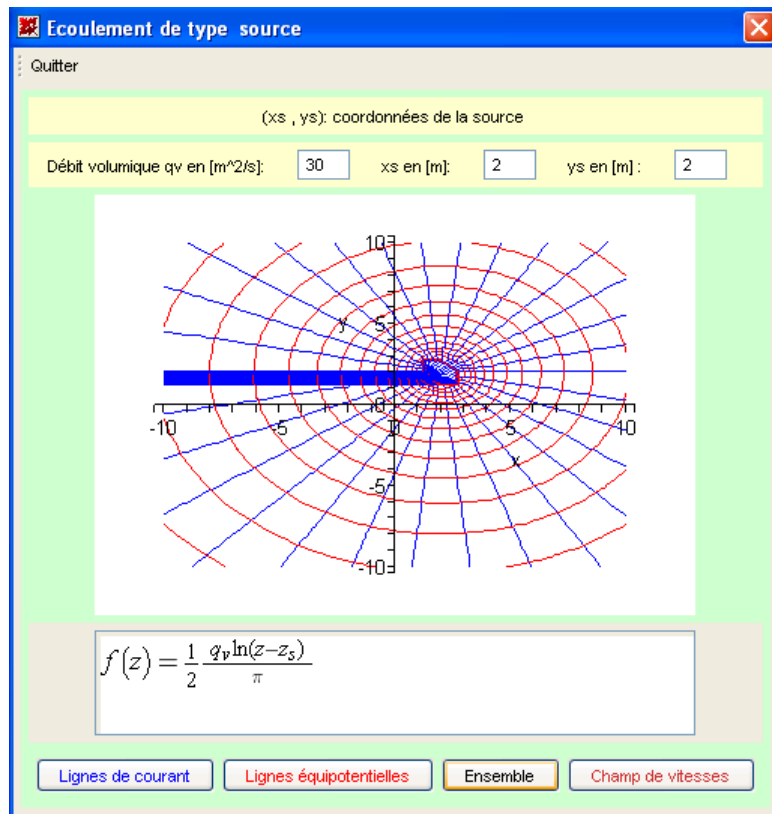 Ecoulement de type source
Quitter
(xs , ys): coordonnées de la source
Débit volumique qv en [m^2/s]: 30 xs en [m]: 2 ys en [m] : 2
10
y
5
0
-10 -5 0 5 10
x
-5
-10
f(z) = 1/2 q_v ln(z-z_s)/π
Lignes de courant Lignes équipotentielles Ensemble Champ de vitesses